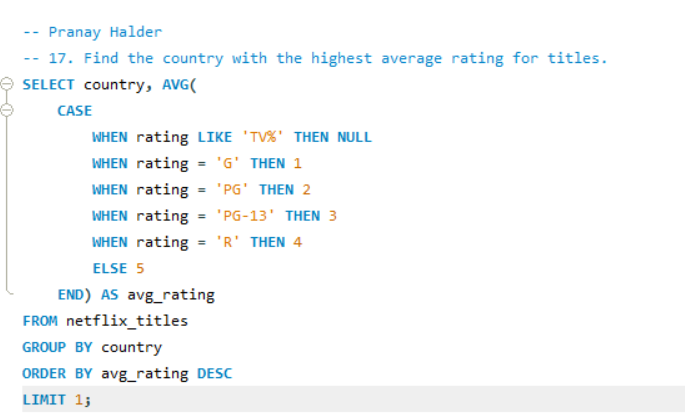 -- Pranay Halder
-- 17. Find the country with the highest average rating for titles.
SELECT country, AVG(
    CASE
        WHEN rating LIKE 'TV%' THEN NULL
        WHEN rating = 'G' THEN 1
        WHEN rating = 'PG' THEN 2
        WHEN rating = 'PG-13' THEN 3
        WHEN rating = 'R' THEN 4
        ELSE 5
    END) AS avg_rating
FROM netflix_titles
GROUP BY country
ORDER BY avg_rating DESC
LIMIT 1;